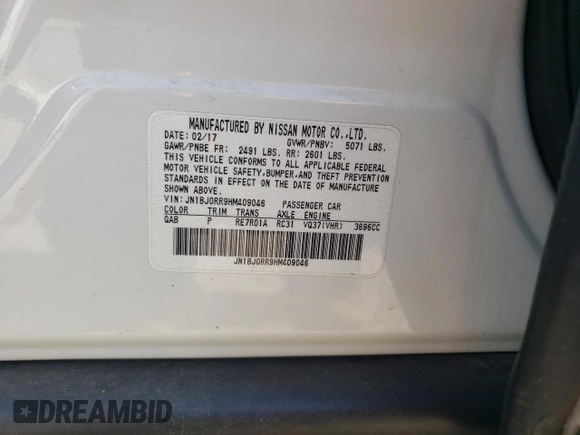 MANUFACTURED BY NISSAN MOTOR CO.,LTD.
DATE: 02/17 GVWR/PNBV: 5071 LBS.
GAWR/PNBE FR: 2491 LBS. RR: 2601 LBS.
THIS VEHICLE CONFORMS TO ALL APPLICABLE FEDERAL
MOTOR VEHICLE SAFETY,BUMPER,AND THEFT PREVENTION
STANDARDS IN EFFECT ON THE DATE OF MANUFACTURE
SHOWN ABOVE.
VIN: JN1BJ0RR9HM409046 PASSENGER CAR
COLOR TRIM TRANS AXLE ENGINE
QAB P RE7R01A RC31 VQ37(VHR) 3696CC
JN1BJ0RR9HM409046
DREAMBID